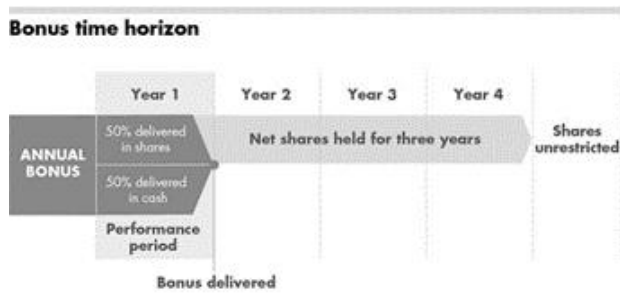 Bonus time horizon
Year 1
Year 2
Year 3
Year 4
ANNUAL
BONUS
50% delivered
in shares
50% delivered
in cash
Net shares held for three years
Shares
unrestricted
Performance
period
Bonus delivered